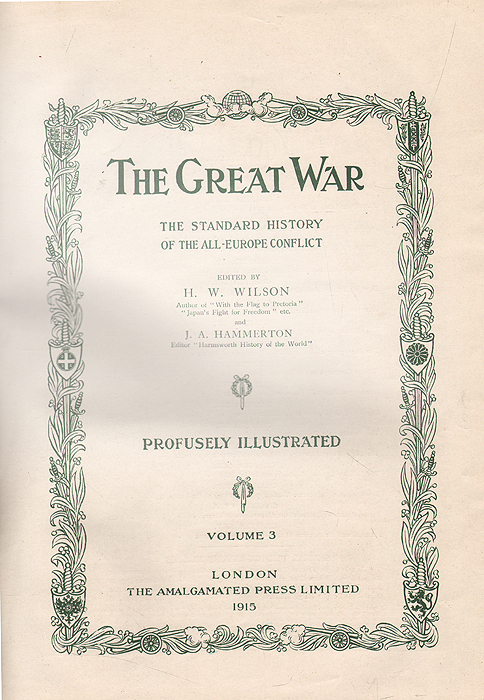 THE GREAT WAR
THE STANDARD HISTORY
OF THE ALL-EUROPE CONFLICT
EDITED BY
H. W. WILSON
Author of "With the Flag to Pretoria"
"Japan's Fight for Freedom" etc.
and
J. A. HAMMERTON
Editor "Harmsworth History of the World"
PROFUSELY ILLUSTRATED
VOLUME 3
LONDON
THE AMALGAMATED PRESS LIMITED
1915